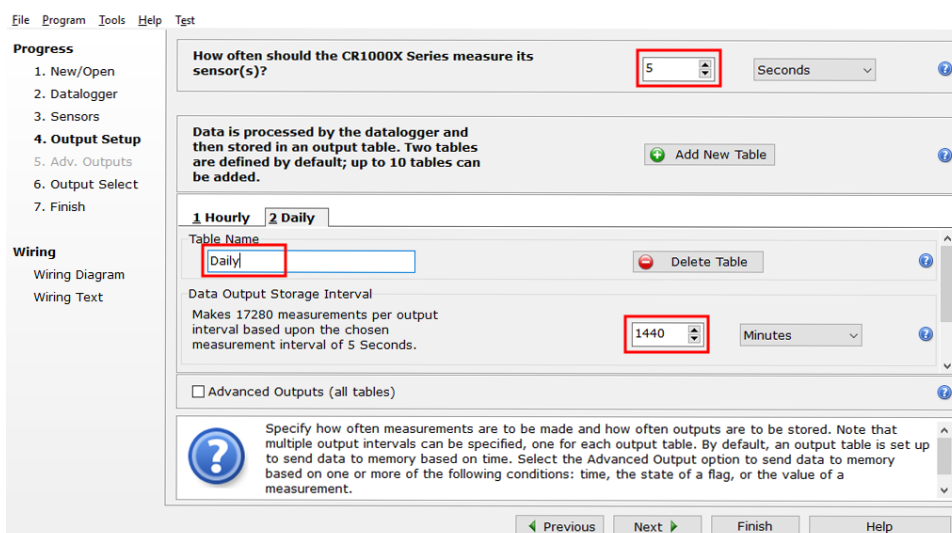 File Program Tools Help Test
Progress
1. New/Open
2. Datalogger
3. Sensors
4. Output Setup
5. Adv. Outputs
6. Output Select
7. Finish
Wiring
Wiring Diagram
Wiring Text
How often should the CR1000X Series measure its
sensor(s)?
5
Seconds
Data is processed by the datalogger and
then stored in an output table. Two tables
are defined by default; up to 10 tables can
be added.
Add New Table
1 Hourly 2 Daily
Table Name
Daily
Delete Table
Data Output Storage Interval
Makes 17280 measurements per output
interval based upon the chosen
measurement interval of 5 Seconds.
1440
Minutes
Advanced Outputs (all tables)
Specify how often measurements are to be made and how often outputs are to be stored. Note that
multiple output intervals can be specified, one for each output table. By default, an output table is set up
to send data to memory based on time. Select the Advanced Output option to send data to memory
based on one or more of the following conditions: time, the state of a flag, or the value of a
measurement.
Previous Next Finish Help